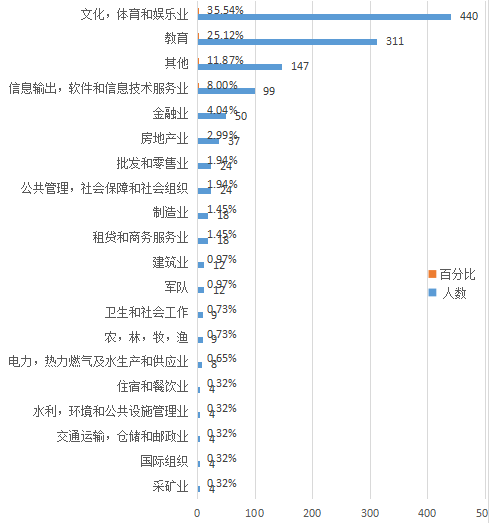 文化，体育和娱乐业 35.54% 440
教育 25.12% 311
其他 11.87% 147
信息输出，软件和信息技术服务业 8.00% 99
金融业 4.04% 50
房地产业 2.99% 37
批发和零售业 1.94% 24
公共管理，社会保障和社会组织 1.94% 24
制造业 1.45% 18
租贷和商务服务业 1.45% 18
建筑业 0.97% 12
军队 0.97% 12
卫生和社会工作 0.73% 9
农，林，牧，渔 0.73% 9
电力，热力燃气及水生产和供应业 0.65% 8
住宿和餐饮业 0.32% 4
水利，环境和公共设施管理业 0.32% 4
交通运输，仓储和邮政业 0.32% 4
国际组织 0.32% 4
采矿业 0.32% 4
百分比
人数
0 100 200 300 400 50